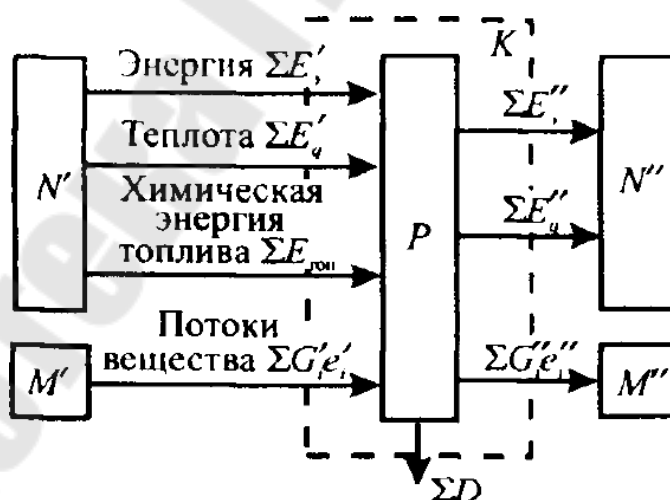 K
Энергия ΣE'ᵢ
ΣE''ᵢ
Теплота ΣE'q
N'
Химическая
энергия
топлива ΣEтоп
P
ΣE''q
N''
Потоки
вещества ΣG'ᵢe'ᵢ
ΣG''ᵢe''ᵢ
M'
M''
ΣD